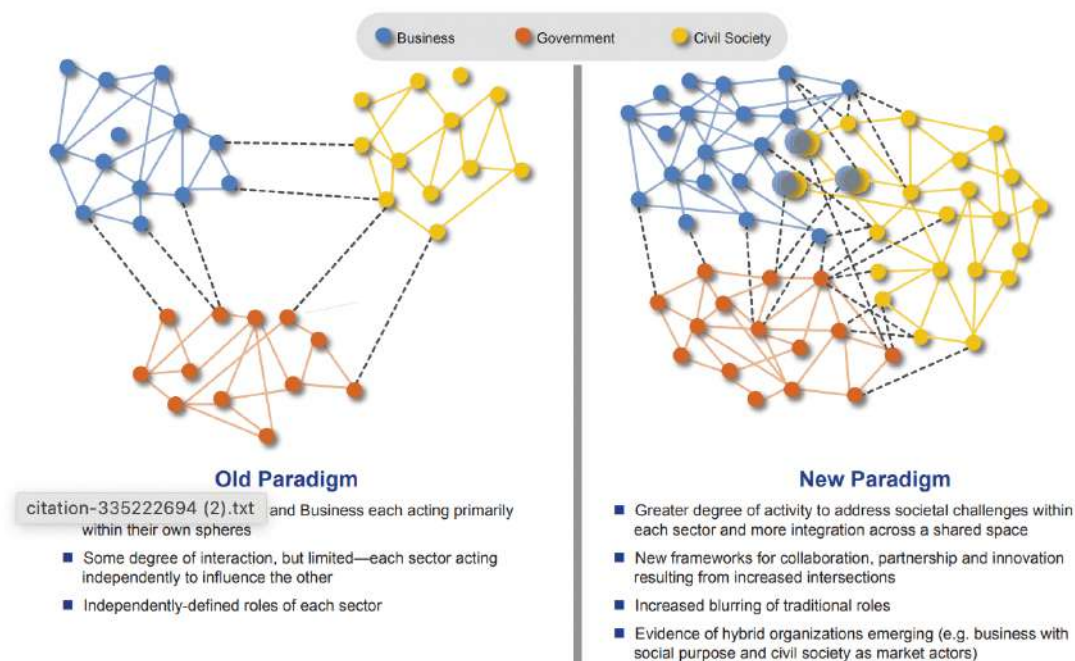 Business Government Civil Society
Old Paradigm
citation-335222694 (2).txt and Business each acting primarily
within their own spheres
■ Some degree of interaction, but limited—each sector acting
independently to influence the other
■ Independently-defined roles of each sector
New Paradigm
■ Greater degree of activity to address societal challenges within
each sector and more integration across a shared space
■ New frameworks for collaboration, partnership and innovation
resulting from increased intersections
■ Increased blurring of traditional roles
■ Evidence of hybrid organizations emerging (e.g. business with
social purpose and civil society as market actors)